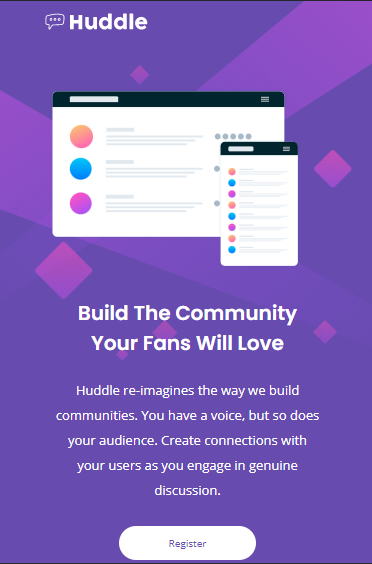 Huddle
Build The Community
Your Fans Will Love
Huddle re-imagines the way we build
communities. You have a voice, but so does
your audience. Create connections with
your users as you engage in genuine
discussion.
Register